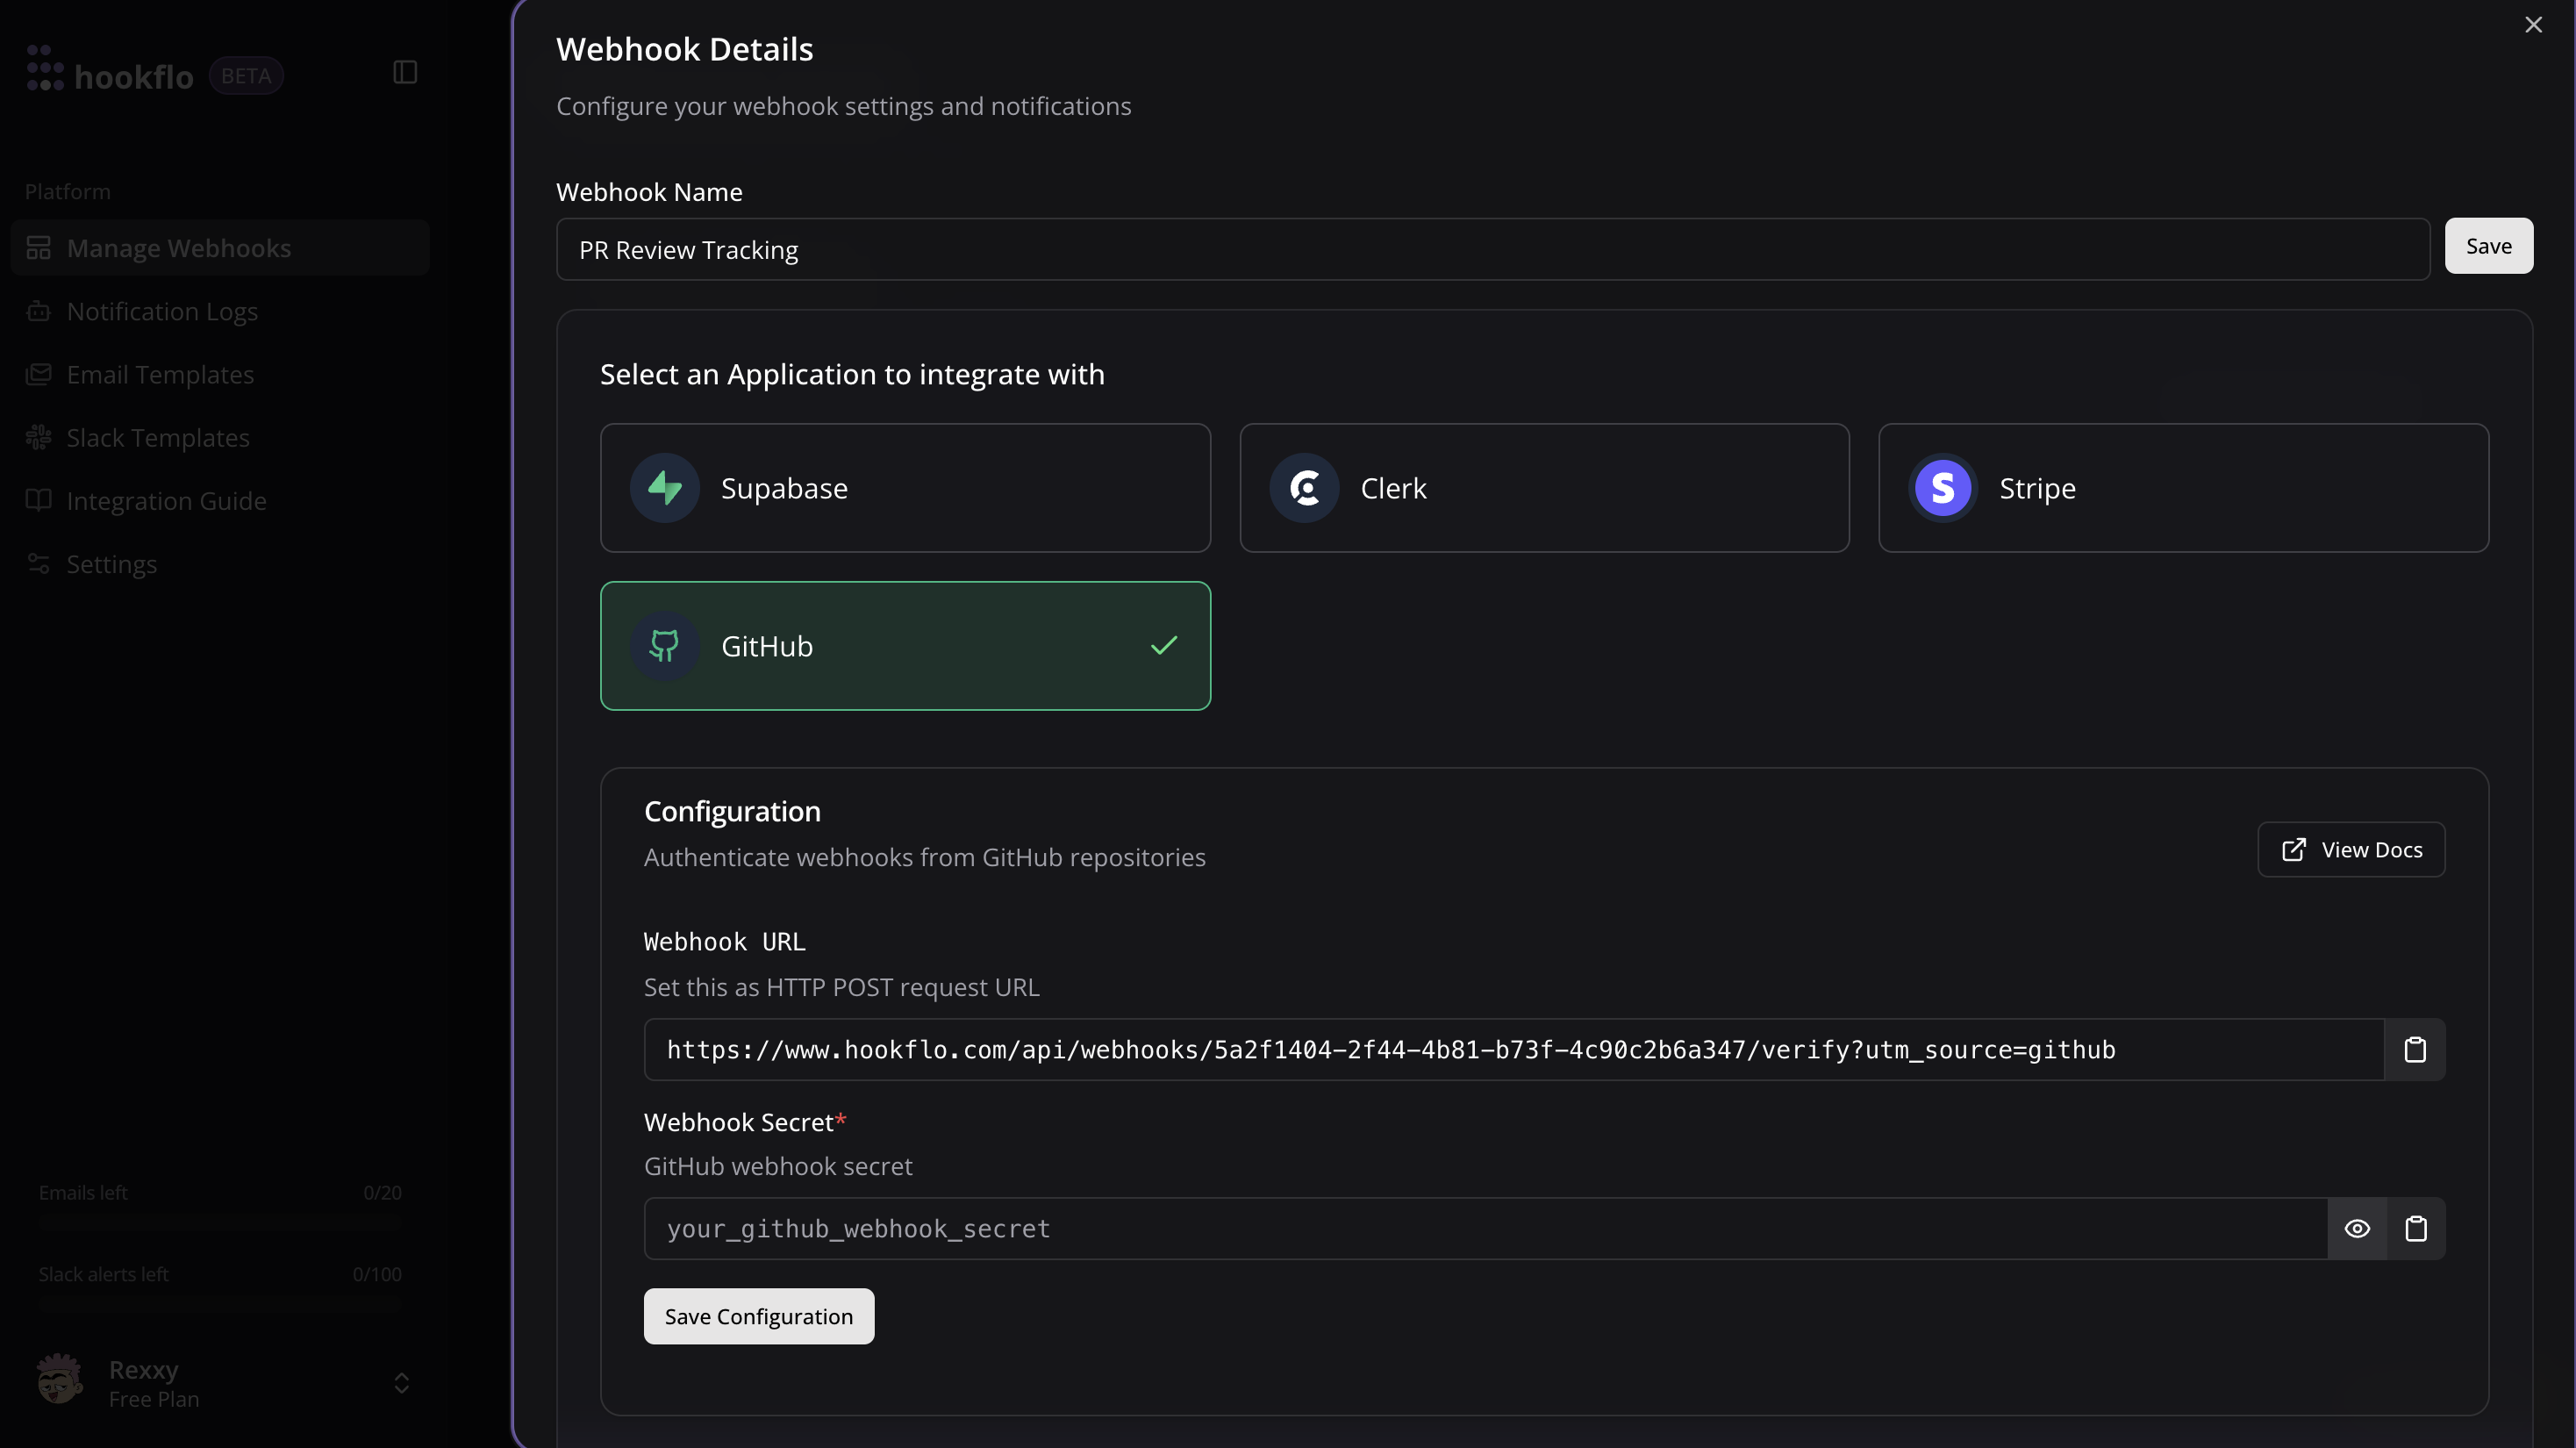 hookflo BETA
Platform
Manage Webhooks
Notification Logs
Email Templates
Slack Templates
Integration Guide
Settings
Emails left 0/20
Slack alerts left 0/100
Rexxy
Free Plan
Webhook Details
Configure your webhook settings and notifications
Webhook Name
PR Review Tracking
Save
Select an Application to integrate with
Supabase
Clerk
Stripe
GitHub
Configuration
Authenticate webhooks from GitHub repositories
View Docs
Webhook URL
Set this as HTTP POST request URL
https://www.hookflo.com/api/webhooks/5a2f1404-2f44-4b81-b73f-4c90c2b6a347/verify?utm_source=github
Webhook Secret*
GitHub webhook secret
your_github_webhook_secret
Save Configuration